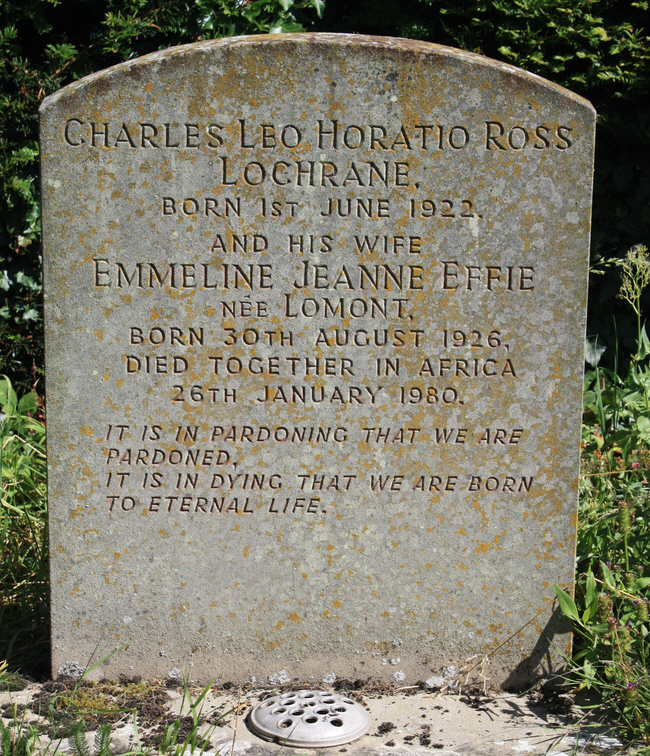 CHARLES LEO HORATIO ROSS
LOCHRANE,
BORN 1ST JUNE 1922.
AND HIS WIFE
EMMELINE JEANNE EFFIE
NÉE LOMONT,
BORN 30TH AUGUST 1926,
DIED TOGETHER IN AFRICA
26TH JANUARY 1980.
IT IS IN PARDONING THAT WE ARE
PARDONED,
IT IS IN DYING THAT WE ARE BORN
TO ETERNAL LIFE.